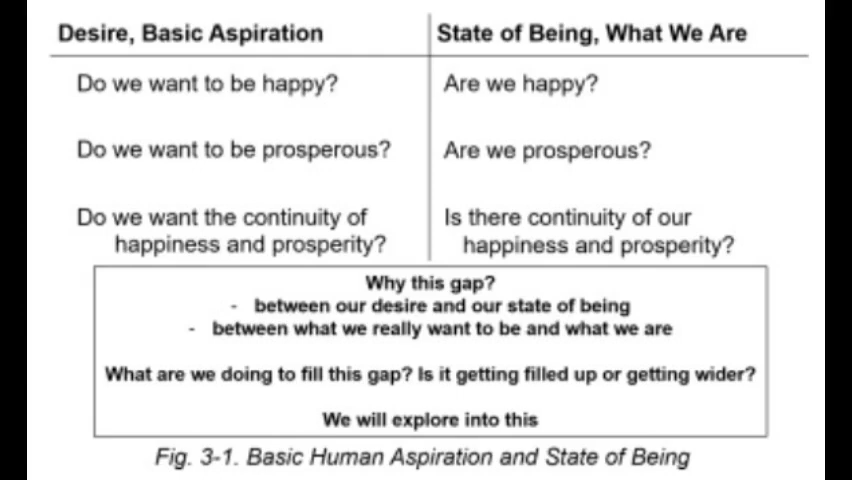 Desire, Basic Aspiration
State of Being, What We Are
Do we want to be happy?
Are we happy?
Do we want to be prosperous?
Are we prosperous?
Do we want the continuity of
happiness and prosperity?
Is there continuity of our
happiness and prosperity?
Why this gap?
- between our desire and our state of being
- between what we really want to be and what we are
What are we doing to fill this gap? Is it getting filled up or getting wider?
We will explore into this
Fig. 3-1. Basic Human Aspiration and State of Being